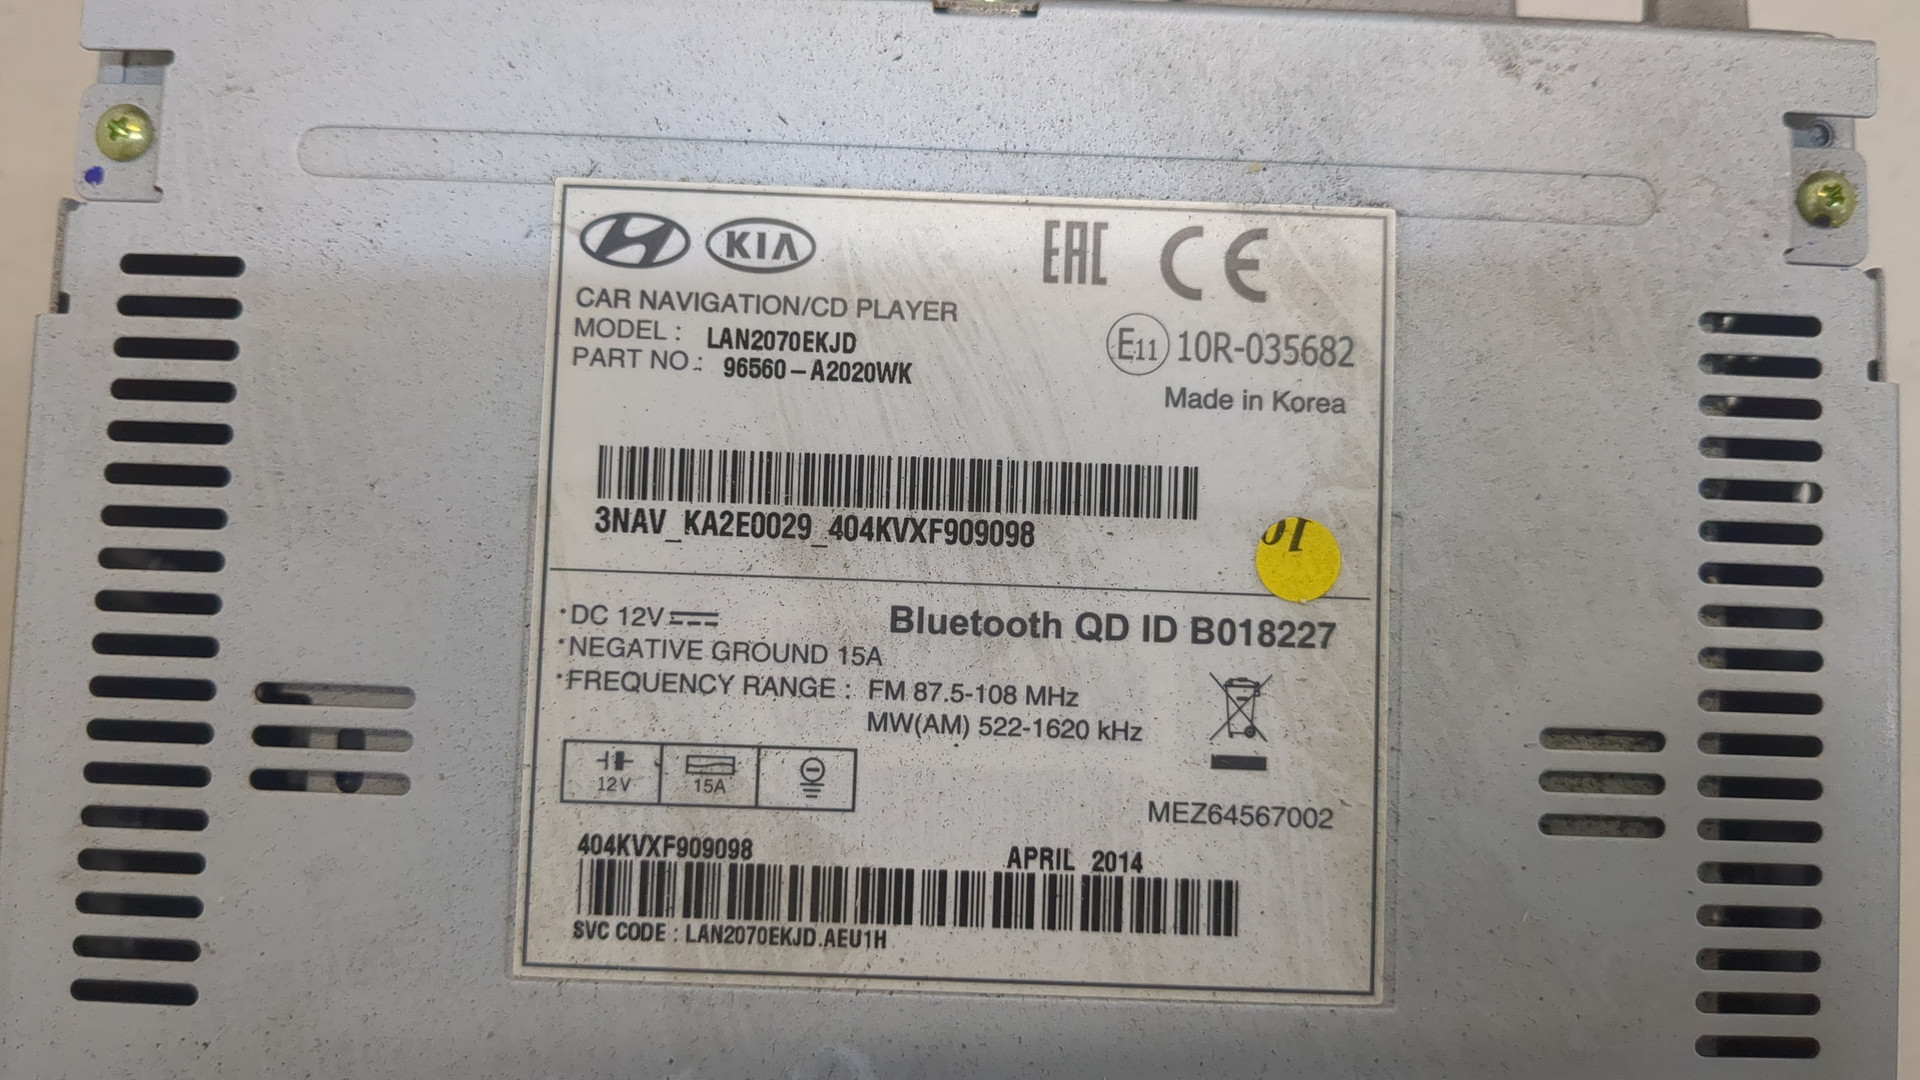 KIA EAC CE
CAR NAVIGATION/CD PLAYER
MODEL : LAN2070EKJD
PART NO : 96560-A2020WK
E11 10R-035682
Made in Korea
3NAV_KA2E0029_404KVXF909098
01
·DC 12V
·NEGATIVE GROUND 15A
·FREQUENCY RANGE : FM 87.5-108 MHz
MW(AM) 522-1620 kHz
Bluetooth QD ID B018227
12V 15A
MEZ64567002
404KVXF909098
APRIL 2014
SVC CODE : LAN2070EKJD.AEU1H